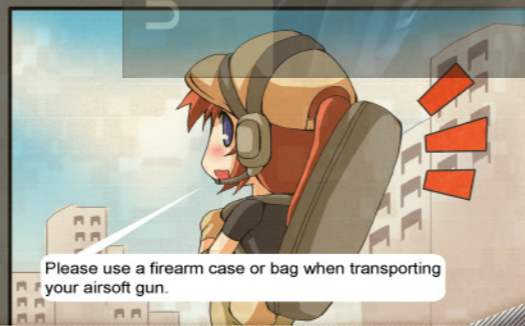 Please use a firearm case or bag when transporting
your airsoft gun.